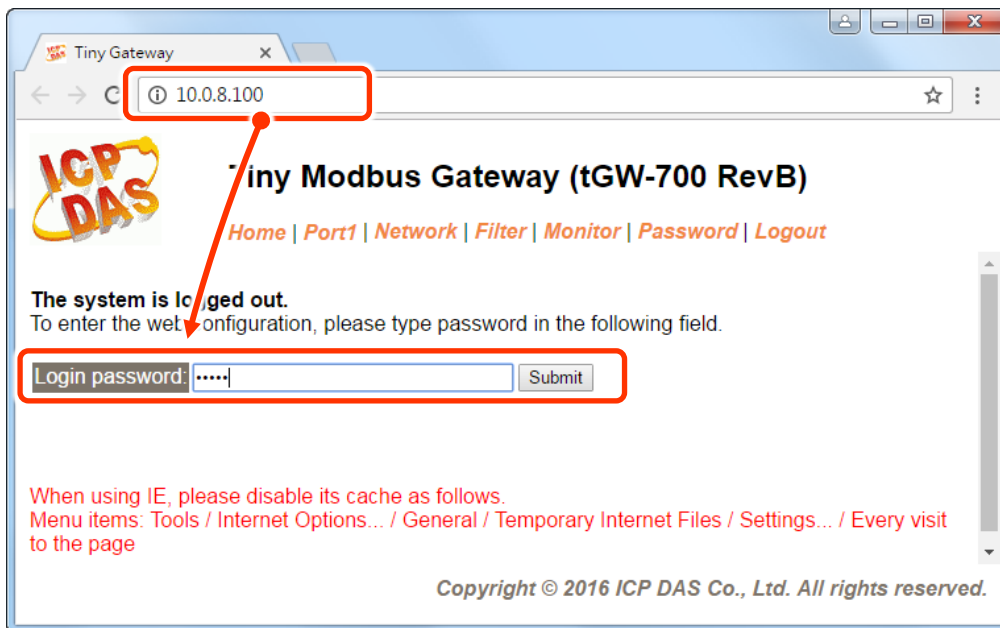 Tiny Gateway
10.0.8.100
ICP
DAS
Tiny Modbus Gateway (tGW-700 RevB)
Home | Port1 | Network | Filter | Monitor | Password | Logout
The system is logged out.
To enter the web configuration, please type password in the following field.
Login password: ••••• Submit
When using IE, please disable its cache as follows.
Menu items: Tools / Internet Options... / General / Temporary Internet Files / Settings... / Every visit
to the page
Copyright © 2016 ICP DAS Co., Ltd. All rights reserved.